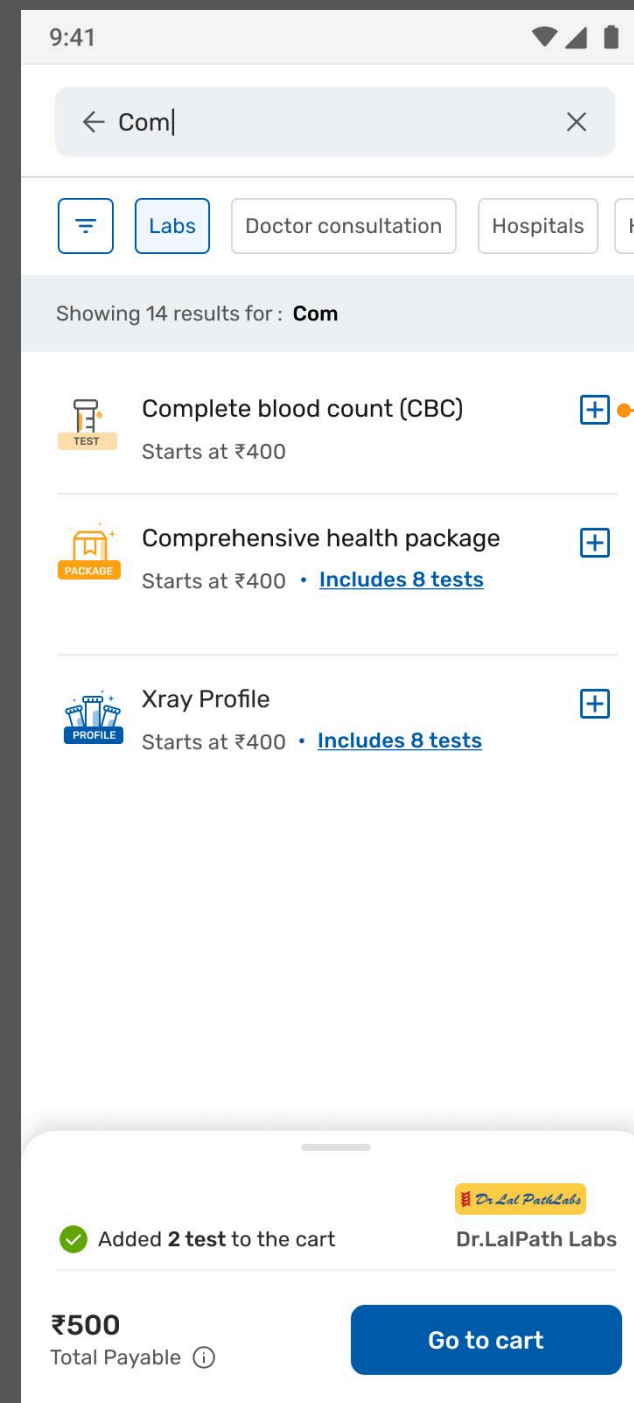 9:41
Com
Labs
Doctor consultation
Hospitals
Showing 14 results for : Com
TEST
Complete blood count (CBC)
Starts at ₹400
PACKAGE
Comprehensive health package
Starts at ₹400 • Includes 8 tests
PROFILE
Xray Profile
Starts at ₹400 • Includes 8 tests
Dr Lal PathLabs
Added 2 test to the cart
Dr.LalPath Labs
₹500
Total Payable
Go to cart